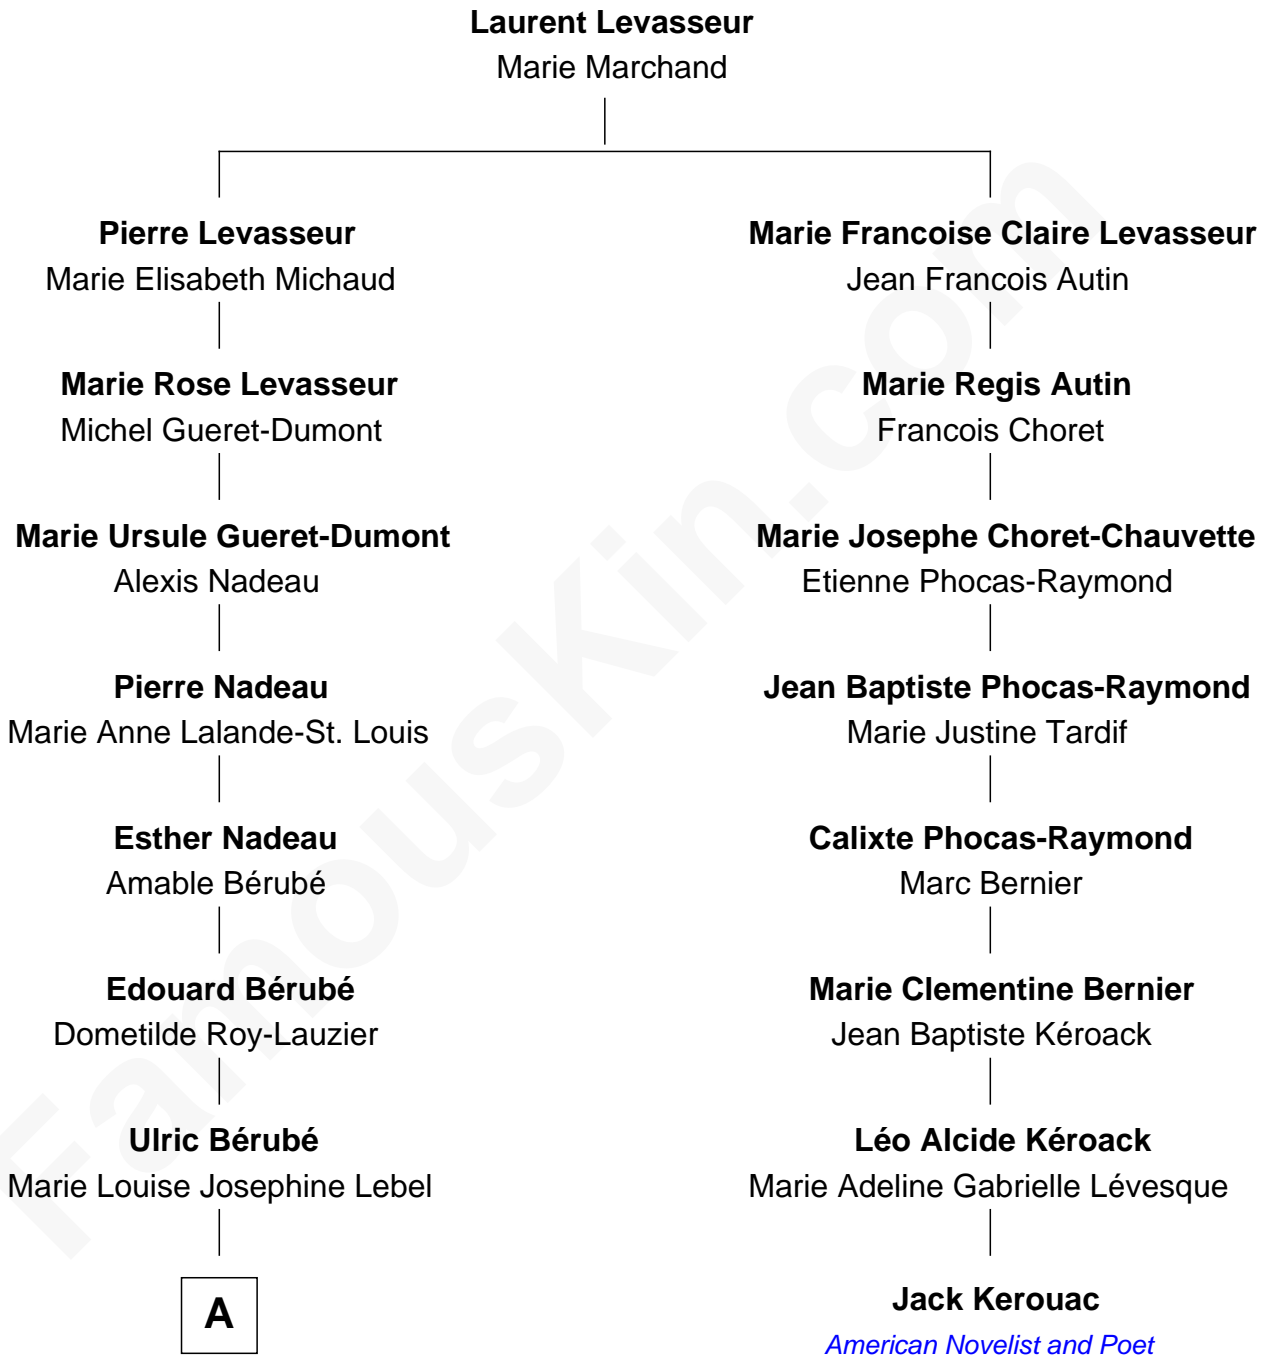 Laurent Levasseur
Marie Marchand
Pierre Levasseur
Marie Elisabeth Michaud
Marie Rose Levasseur
Michel Gueret-Dumont
Marie Ursule Gueret-Dumont
Alexis Nadeau
Pierre Nadeau
Marie Anne Lalande-St. Louis
Esther Nadeau
Amable Bérubé
Edouard Bérubé
Dometilde Roy-Lauzier
Ulric Bérubé
Marie Louise Josephine Lebel
A
Marie Francoise Claire Levasseur
Jean Francois Autin
Marie Regis Autin
Francois Choret
Marie Josephe Choret-Chauvette
Etienne Phocas-Raymond
Jean Baptiste Phocas-Raymond
Marie Justine Tardif
Calixte Phocas-Raymond
Marc Bernier
Marie Clementine Bernier
Jean Baptiste Kéroack
Léo Alcide Kéroack
Marie Adeline Gabrielle Lévesque
Jack Kerouac
American Novelist and Poet
FamousKin.com